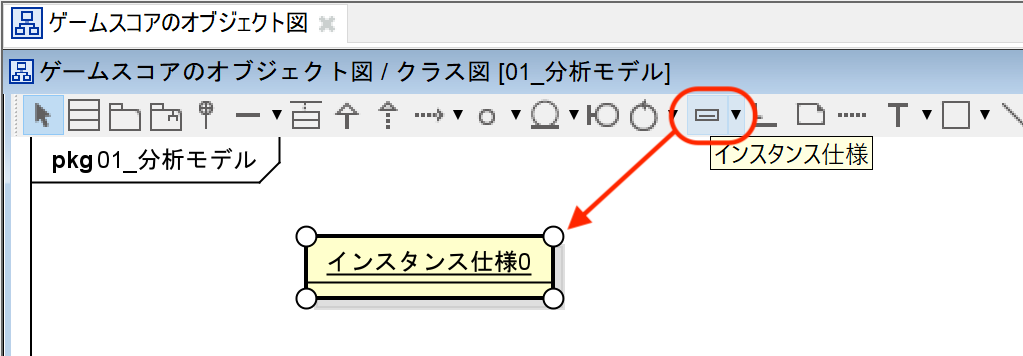 ゲームスコアのオブジェクト図
ゲームスコアのオブジェクト図 / クラス図 [01_分析モデル]
インスタンス仕様
pkg 01_分析モデル
インスタンス仕様0